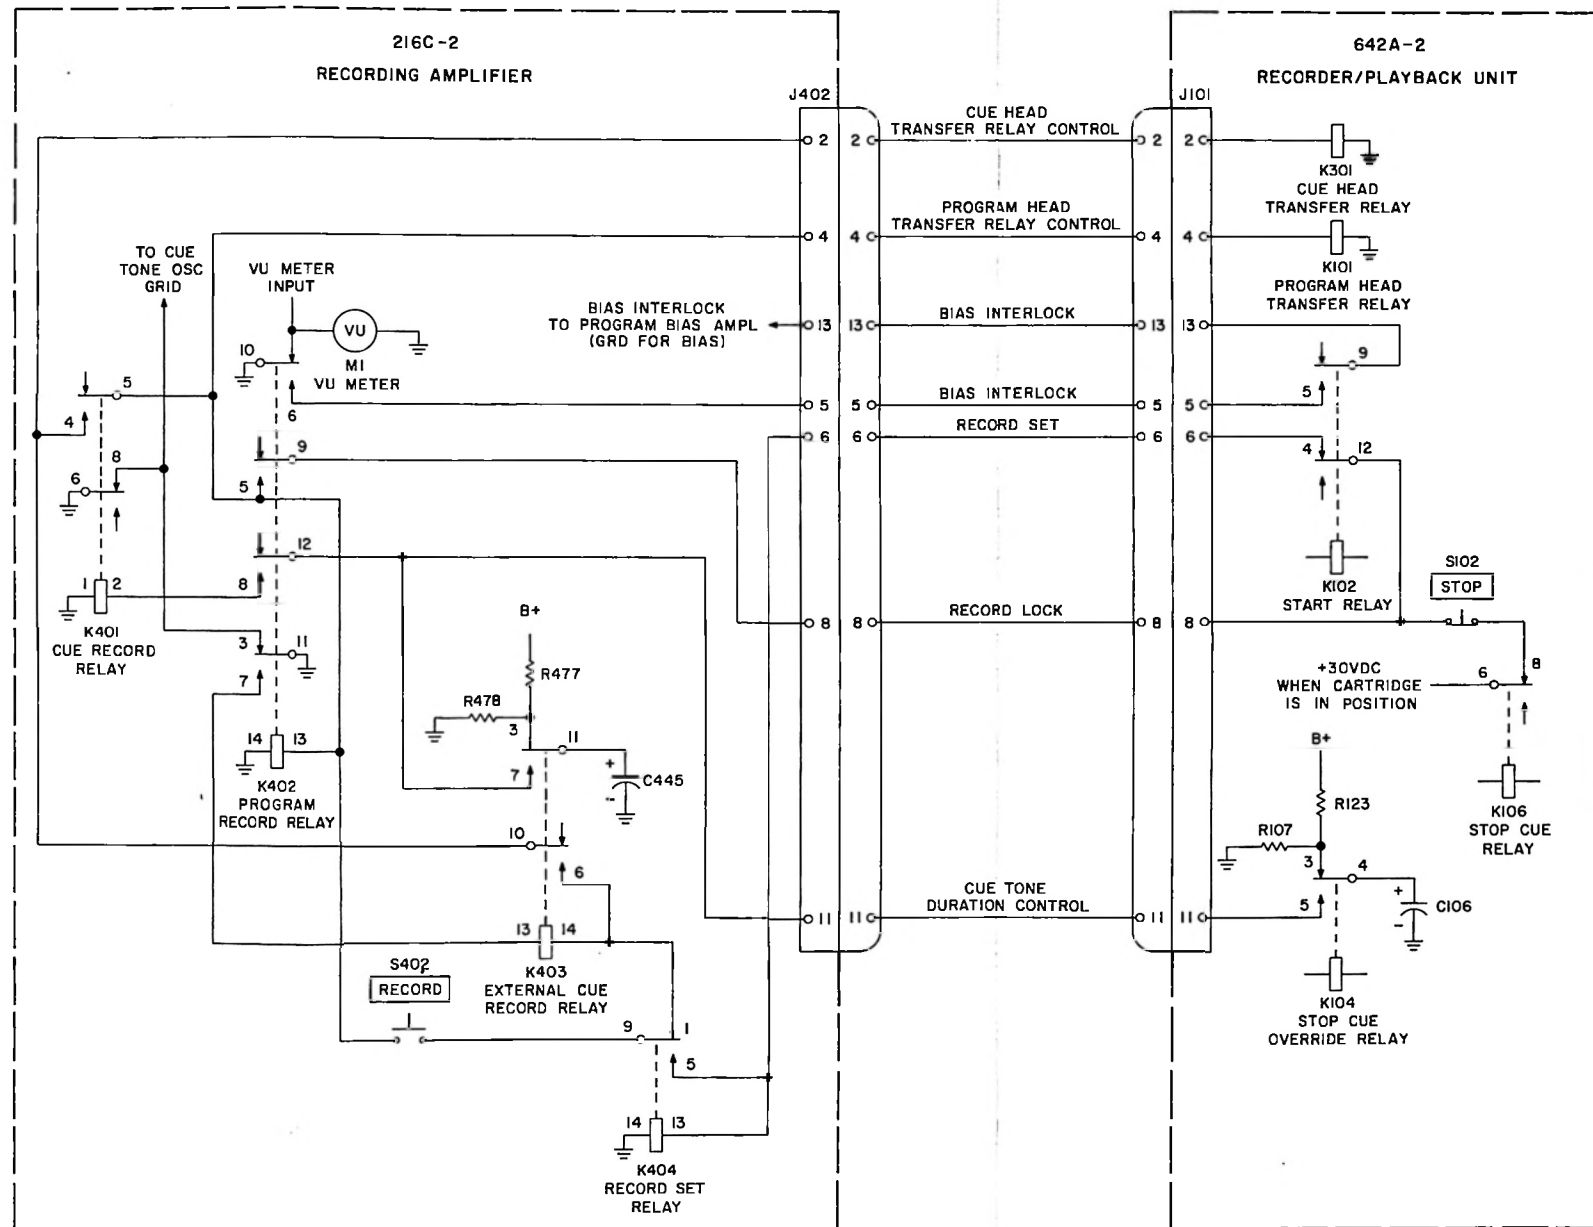 216C-2
RECORDING AMPLIFIER
642A-2
RECORDER/PLAYBACK UNIT
J402
J101
2
2
CUE HEAD
TRANSFER RELAY CONTROL
2
2
K301
CUE HEAD
TRANSFER RELAY
4
4
PROGRAM HEAD
TRANSFER RELAY CONTROL
4
4
K101
PROGRAM HEAD
TRANSFER RELAY
TO CUE
TONE OSC
GRID
VU METER
INPUT
VU
M1
VU METER
BIAS INTERLOCK
TO PROGRAM BIAS AMPL
(GRD FOR BIAS)
13
13
BIAS INTERLOCK
13
13
10
6
5
4
9
5
5
5
BIAS INTERLOCK
5
5
6
6
RECORD SET
6
6
4
12
8
6
9
5
12
8
1
2
K401
CUE RECORD
RELAY
3
11
7
14
13
K402
PROGRAM
RECORD RELAY
B+
R477
R478
3
11
7
+
-
C445
10
6
8
8
RECORD LOCK
8
8
K102
START RELAY
S102
STOP
+30VDC
WHEN CARTRIDGE
IS IN POSITION
6
8
K106
STOP CUE
RELAY
B+
R123
R107
3
4
5
+
-
C106
11
11
CUE TONE
DURATION CONTROL
11
11
K104
STOP CUE
OVERRIDE RELAY
13
14
K403
EXTERNAL CUE
RECORD RELAY
S402
RECORD
9
1
5
14
13
K404
RECORD SET
RELAY